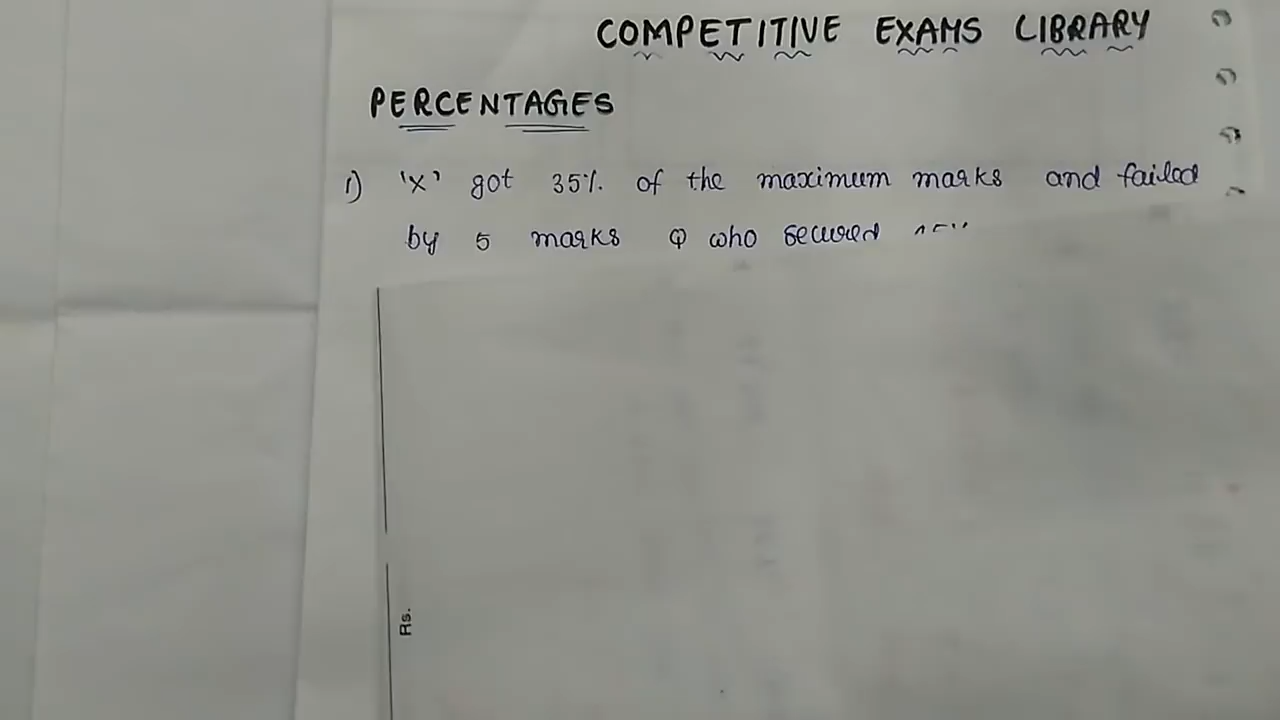 COMPETITIVE EXAMS LIBRARY
PERCENTAGES
1) 'X' got 35% of the maximum marks and failed
by 5 marks Q who secured
Rs.